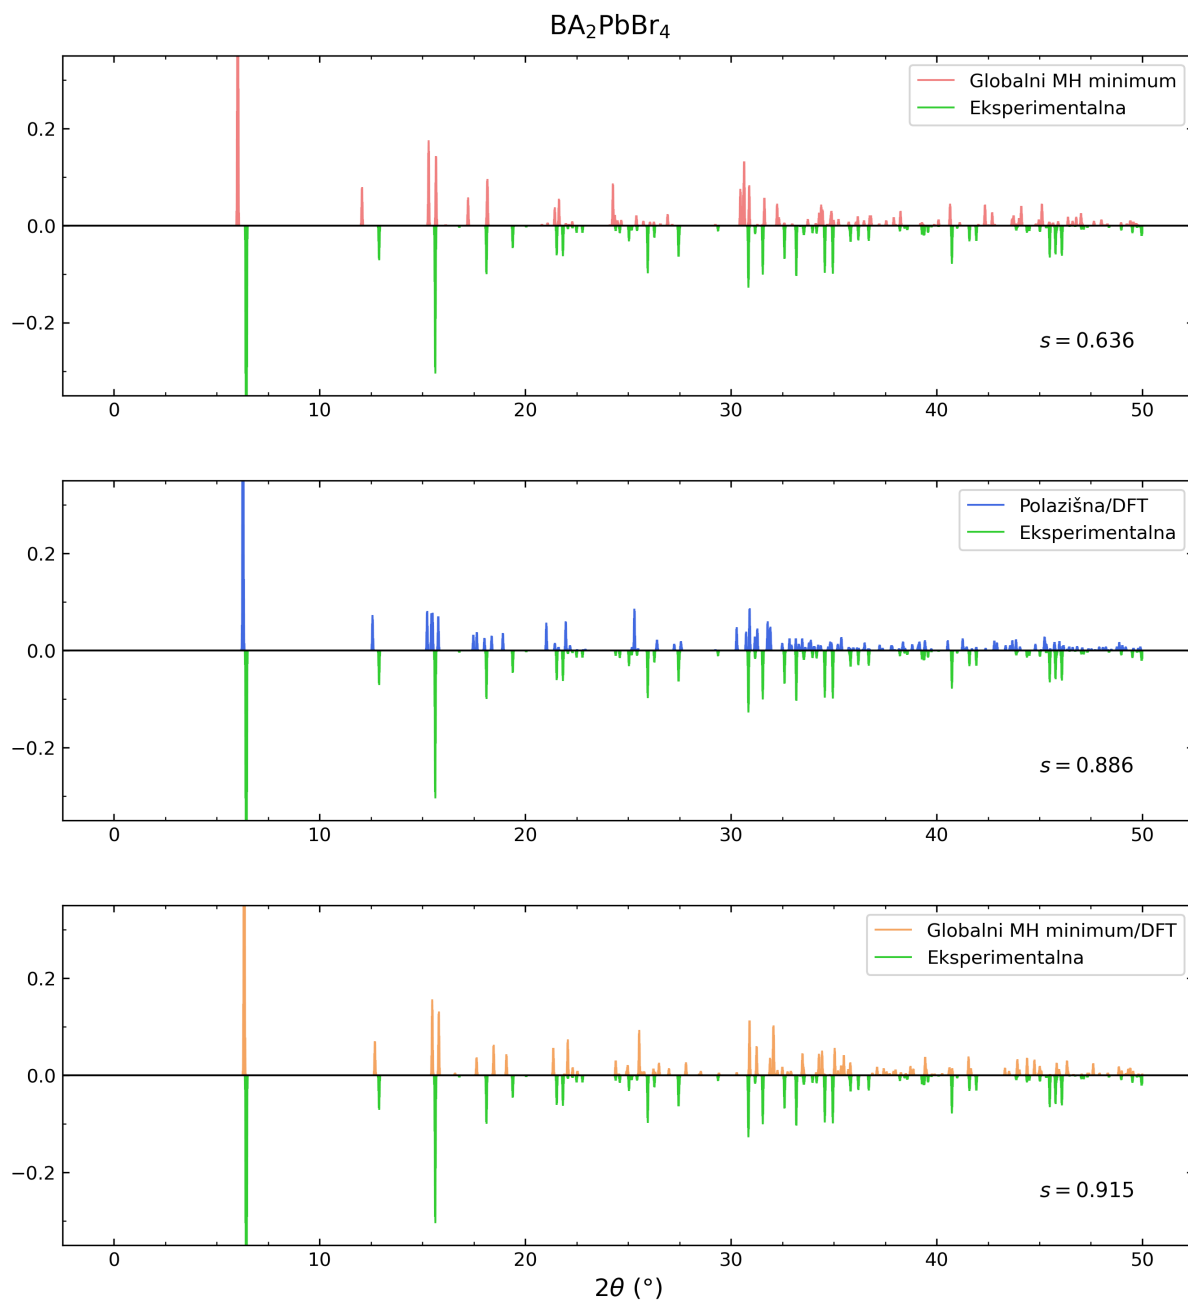 BA₂PbBr₄
Globalni MH minimum
Eksperimentalna
0.2
0.0
−0.2
s = 0.636
0 10 20 30 40 50
Polazišna/DFT
Eksperimentalna
0.2
0.0
−0.2
s = 0.886
0 10 20 30 40 50
Globalni MH minimum/DFT
Eksperimentalna
0.2
0.0
−0.2
s = 0.915
0 10 20 30 40 50
2θ (°)